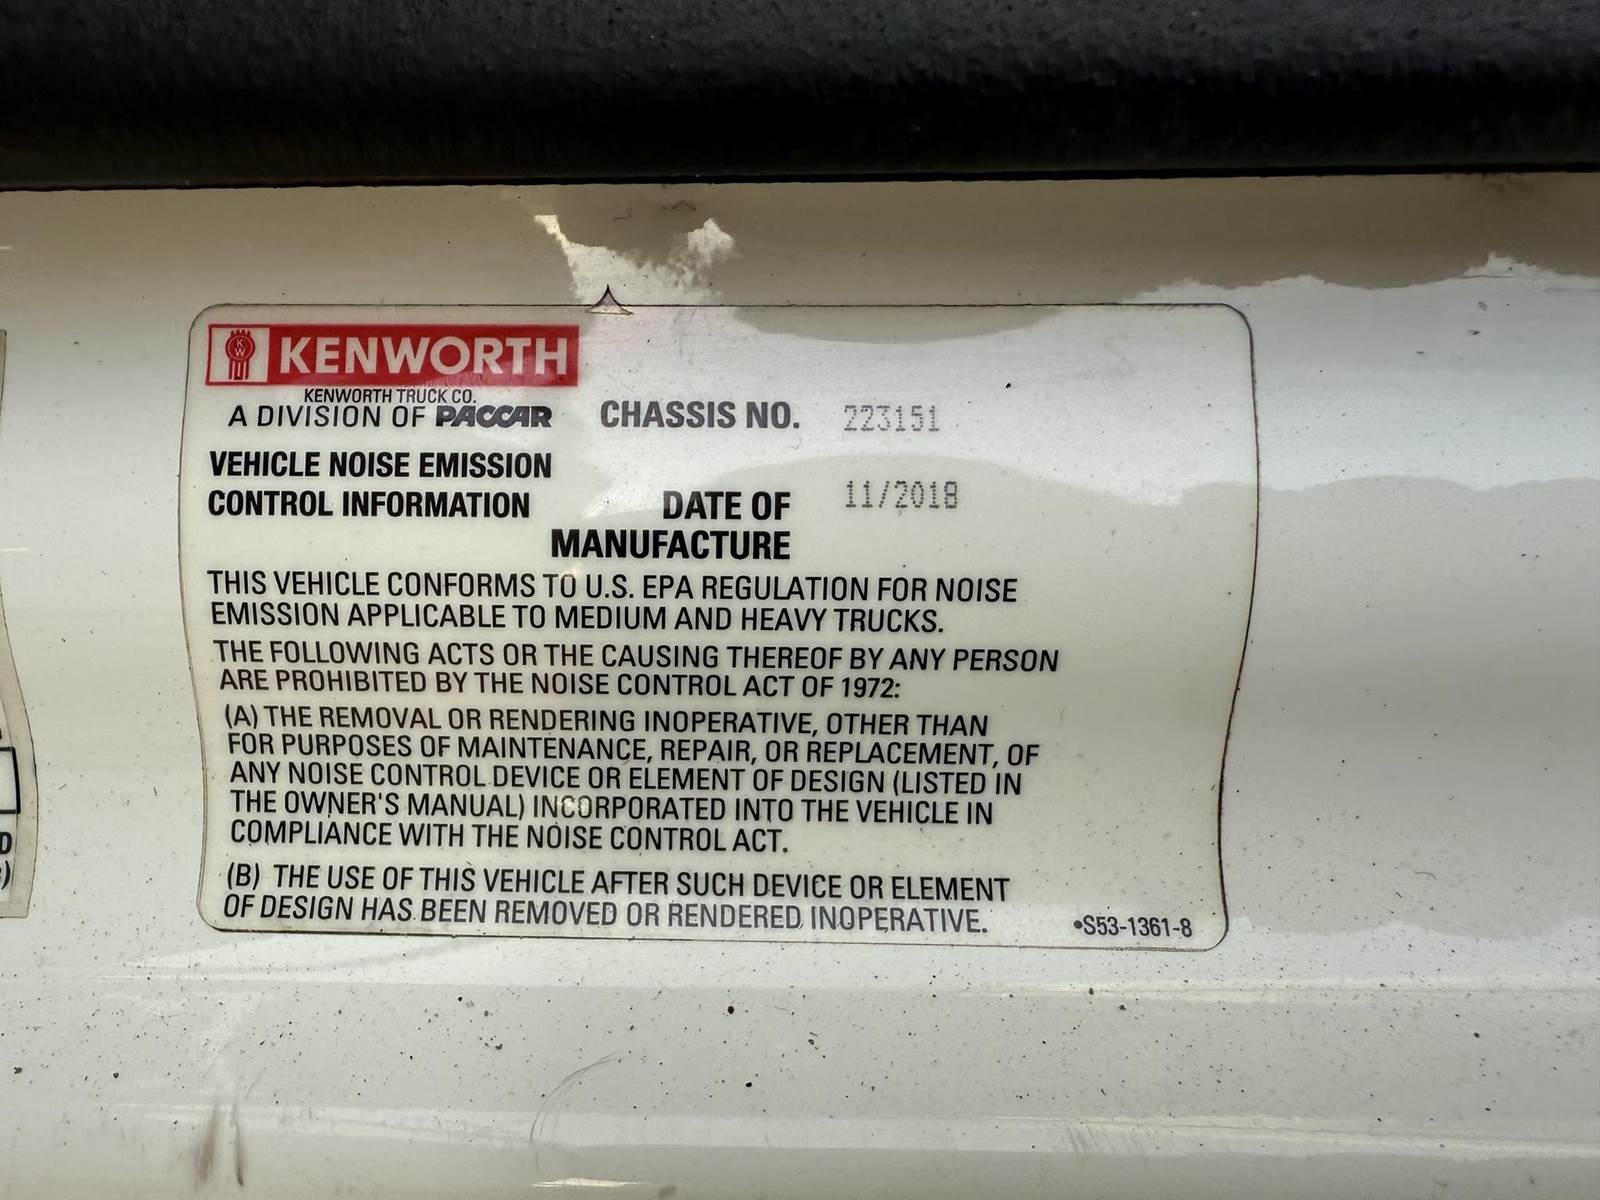 KW KENWORTH
KENWORTH TRUCK CO.
A DIVISION OF PACCAR
CHASSIS NO. 223151
VEHICLE NOISE EMISSION
CONTROL INFORMATION
DATE OF
MANUFACTURE
11/2018
THIS VEHICLE CONFORMS TO U.S. EPA REGULATION FOR NOISE
EMISSION APPLICABLE TO MEDIUM AND HEAVY TRUCKS.
THE FOLLOWING ACTS OR THE CAUSING THEREOF BY ANY PERSON
ARE PROHIBITED BY THE NOISE CONTROL ACT OF 1972:
(A) THE REMOVAL OR RENDERING INOPERATIVE, OTHER THAN
FOR PURPOSES OF MAINTENANCE, REPAIR, OR REPLACEMENT, OF
ANY NOISE CONTROL DEVICE OR ELEMENT OF DESIGN (LISTED IN
THE OWNER'S MANUAL) INCORPORATED INTO THE VEHICLE IN
COMPLIANCE WITH THE NOISE CONTROL ACT.
(B) THE USE OF THIS VEHICLE AFTER SUCH DEVICE OR ELEMENT
OF DESIGN HAS BEEN REMOVED OR RENDERED INOPERATIVE.
•S53-1361-8